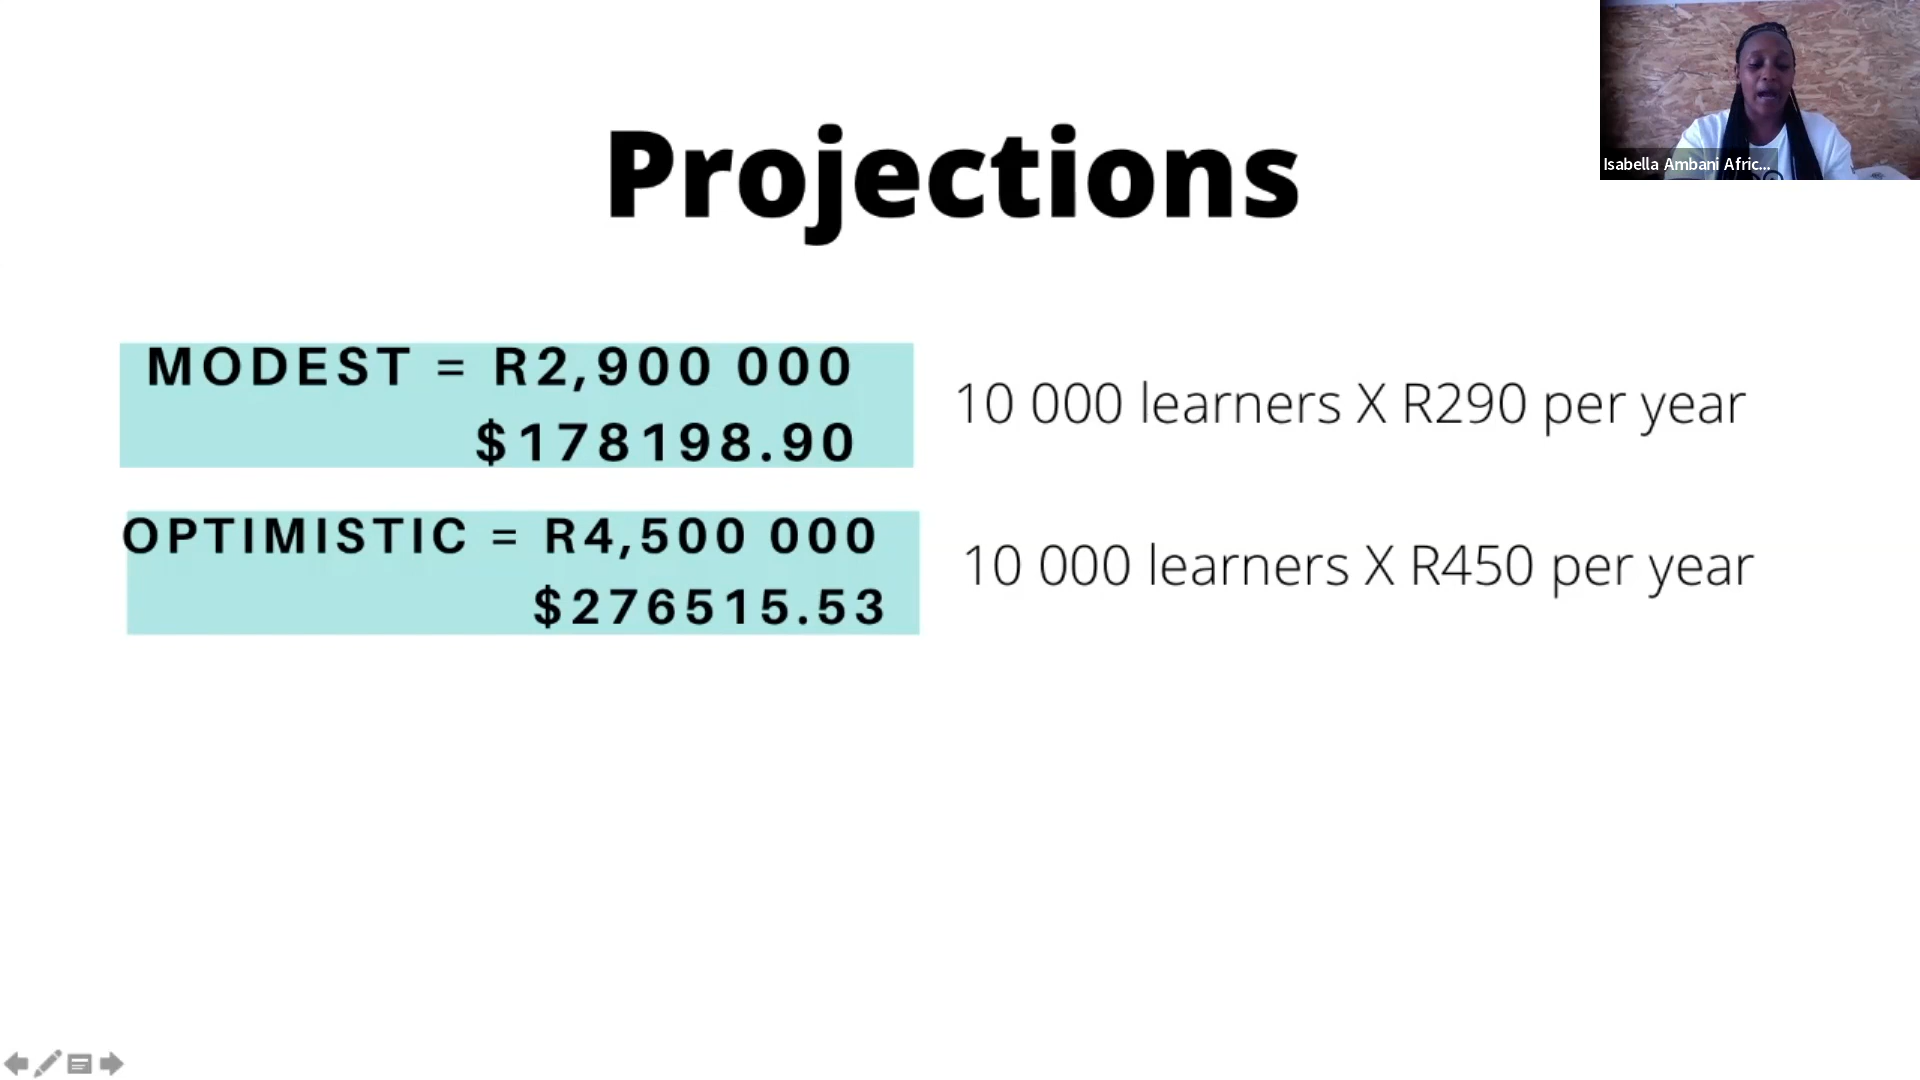 Isabella Ambani Afric...
Projections
MODEST = R2,900 000
$178198.90
10 000 learners X R290 per year
OPTIMISTIC = R4,500 000
$276515.53
10 000 learners X R450 per year